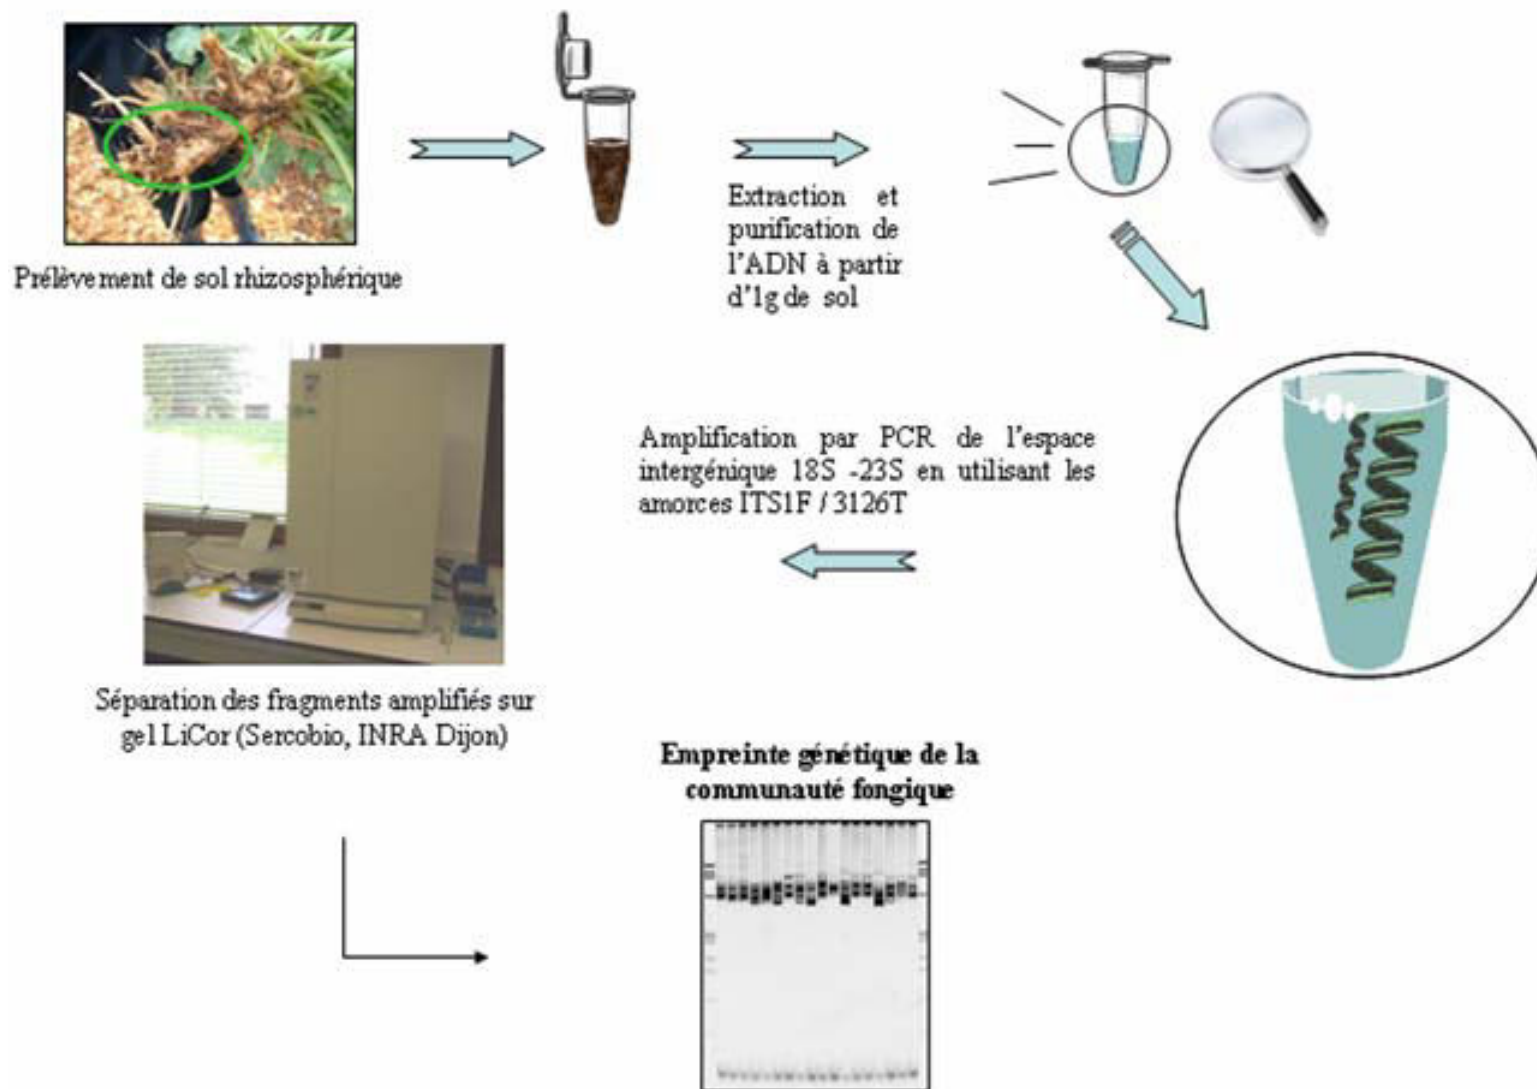 Prélèvement de sol rhizosphérique
Extraction et
purification de
l'ADN à partir
d'1g de sol
Amplification par PCR de l'espace
intergénique 18S -23S en utilisant les
amorces ITS1F / 3126T
Séparation des fragments amplifiés sur
gel LiCor (Sercobio, INRA Dijon)
Empreinte génétique de la
communauté fongique